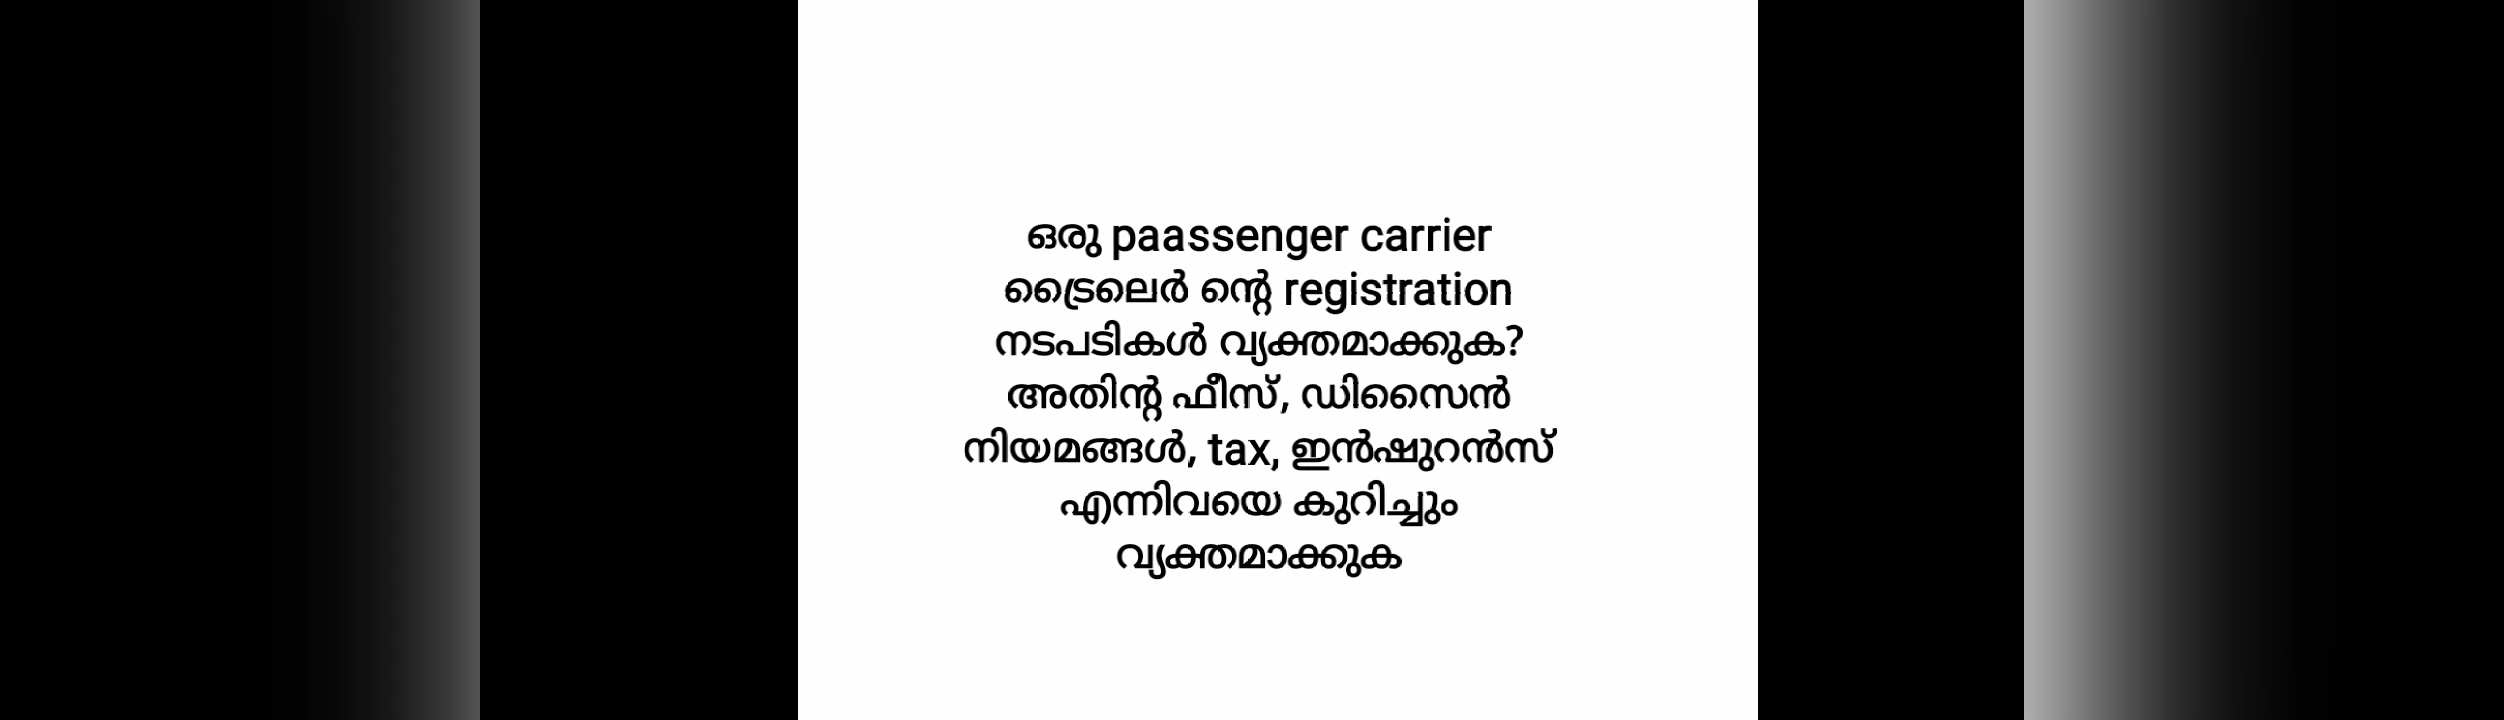 ഒരു paassenger carrier
ട്രൈലെർ ന്റെ registration
നടപടികൾ വ്യക്തമാക്കുക?
അതിന്റ ഫീസ്, ഡിസൈൻ
നിയമങ്ങൾ, tax, ഇൻഷുറൻസ്
എന്നിവയെ കുറിച്ചും
വ്യക്തമാക്കുക